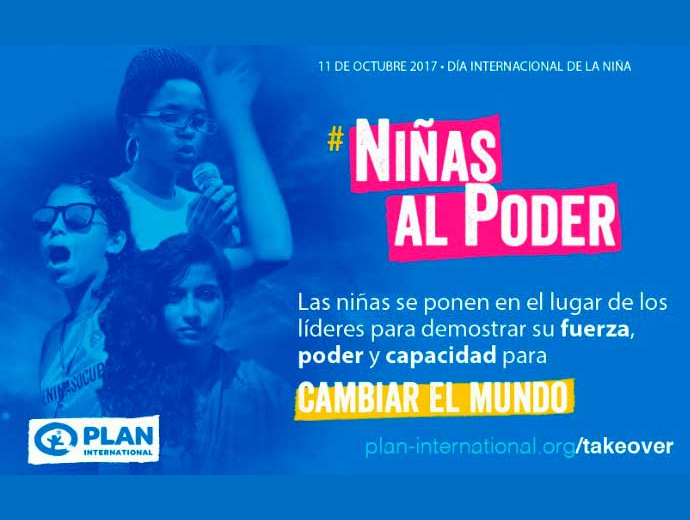 11 DE OCTUBRE 2017 • DÍA INTERNACIONAL DE LA NIÑA
# NIÑAS
AL PODER
Las niñas se ponen en el lugar de los
líderes para demostrar su fuerza,
poder y capacidad para
CAMBIAR EL MUNDO
plan-international.org/takeover
PLAN
INTERNATIONAL